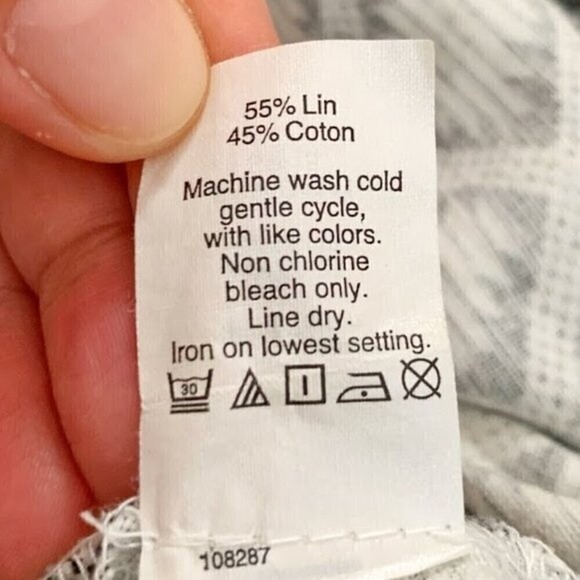 55% Lin
45% Coton
Machine wash cold
gentle cycle,
with like colors.
Non chlorine
bleach only.
Line dry.
Iron on lowest setting.
30
108287